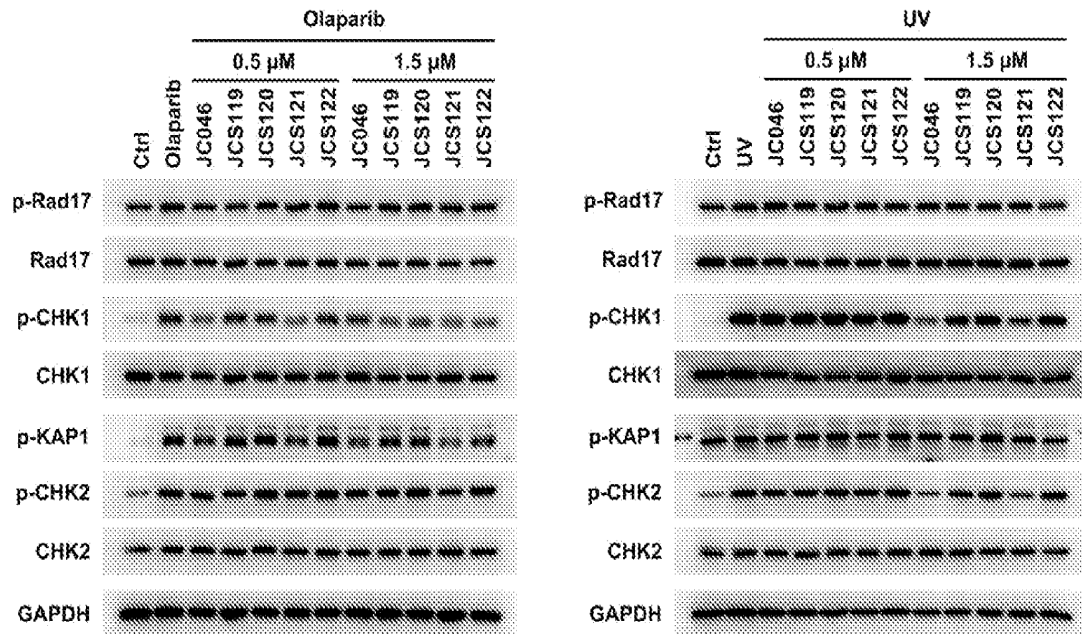 Olaparib
0.5 µM 1.5 µM
Ctrl Olaparib JC046 JCS119 JCS120 JCS121 JCS122 JC046 JCS119 JCS120 JCS121 JCS122
p-Rad17
Rad17
p-CHK1
CHK1
p-KAP1
p-CHK2
CHK2
GAPDH
UV
0.5 µM 1.5 µM
Ctrl UV JC046 JCS119 JCS120 JCS121 JCS122 JC046 JCS119 JCS120 JCS121 JCS122
p-Rad17
Rad17
p-CHK1
CHK1
p-KAP1
p-CHK2
CHK2
GAPDH